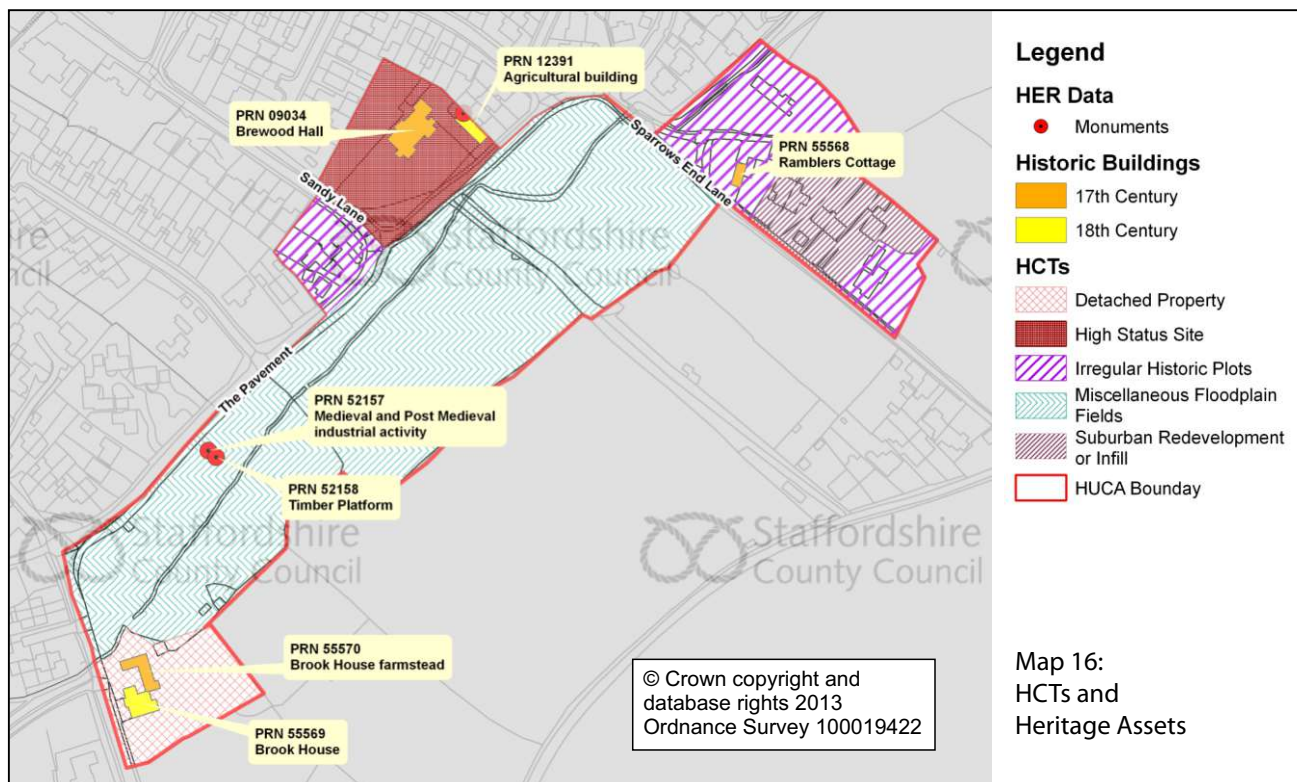 PRN 12391
Agricultural building
PRN 09034
Brewood Hall
PRN 55568
Ramblers Cottage
Sparrows End Lane
Sandy Lane
Staffordshire
County Council
The Pavement
PRN 52157
Medieval and Post Medieval
industrial activity
PRN 52158
Timber Platform
Staffordshire
County Council
Staffordshire
County Council
PRN 55570
Brook House farmstead
PRN 55569
Brook House
© Crown copyright and
database rights 2013
Ordnance Survey 100019422
Legend
HER Data
Monuments
Historic Buildings
17th Century
18th Century
HCTs
Detached Property
High Status Site
Irregular Historic Plots
Miscellaneous Floodplain
Fields
Suburban Redevelopment
or Infill
HUCA Bounday
Map 16:
HCTs and
Heritage Assets